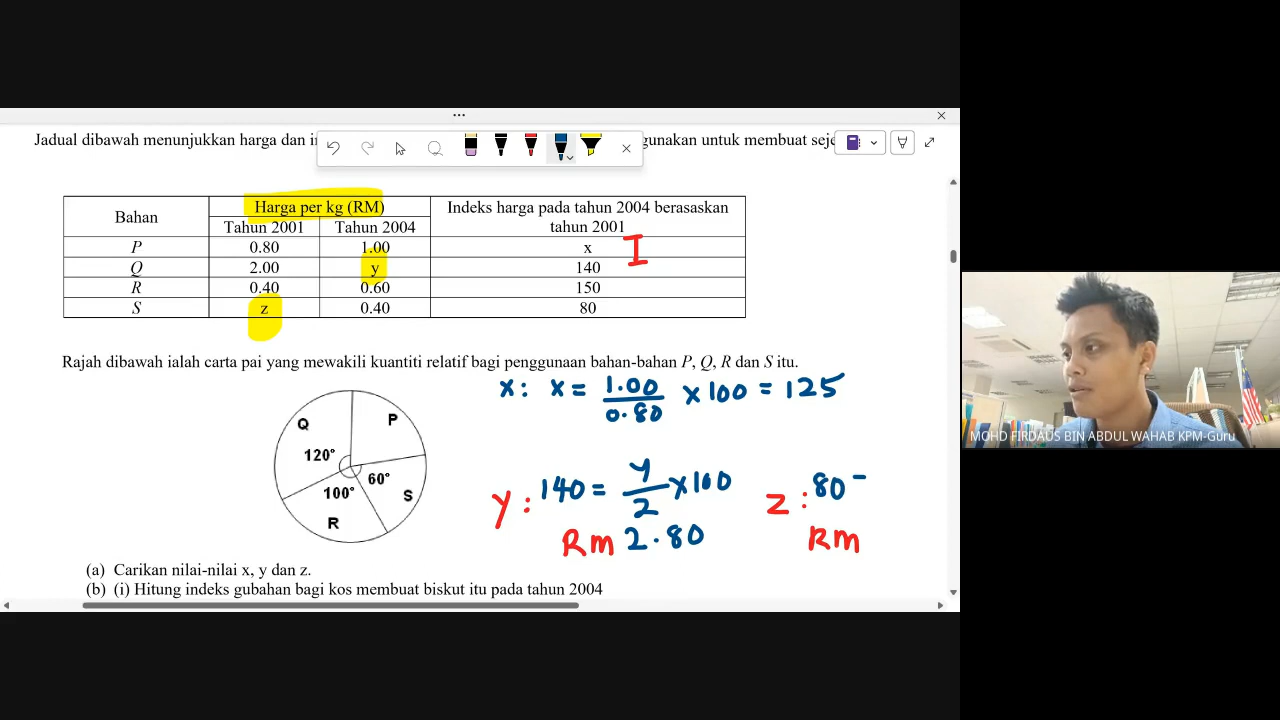 Jadual dibawah menunjukkan harga dan in gunakan untuk membuat seje
Bahan Harga per kg (RM) Indeks harga pada tahun 2004 berasaskan tahun 2001
Tahun 2001 Tahun 2004
P 0.80 1.00 x I
Q 2.00 y 140
R 0.40 0.60 150
S z 0.40 80
Rajah dibawah ialah carta pai yang mewakili kuantiti relatif bagi penggunaan bahan-bahan P, Q, R dan S itu.
x: x = 1.00/0.80 x100 = 125
Q P
120°
60°
100° S
R
y: 140 = y/2 x100
RM 2.80
z: 80 -
RM
(a) Carikan nilai-nilai x, y dan z.
(b) (i) Hitung indeks gubahan bagi kos membuat biskut itu pada tahun 2004
MOHD FIRDAUS BIN ABDUL WAHAB KPM-Guru